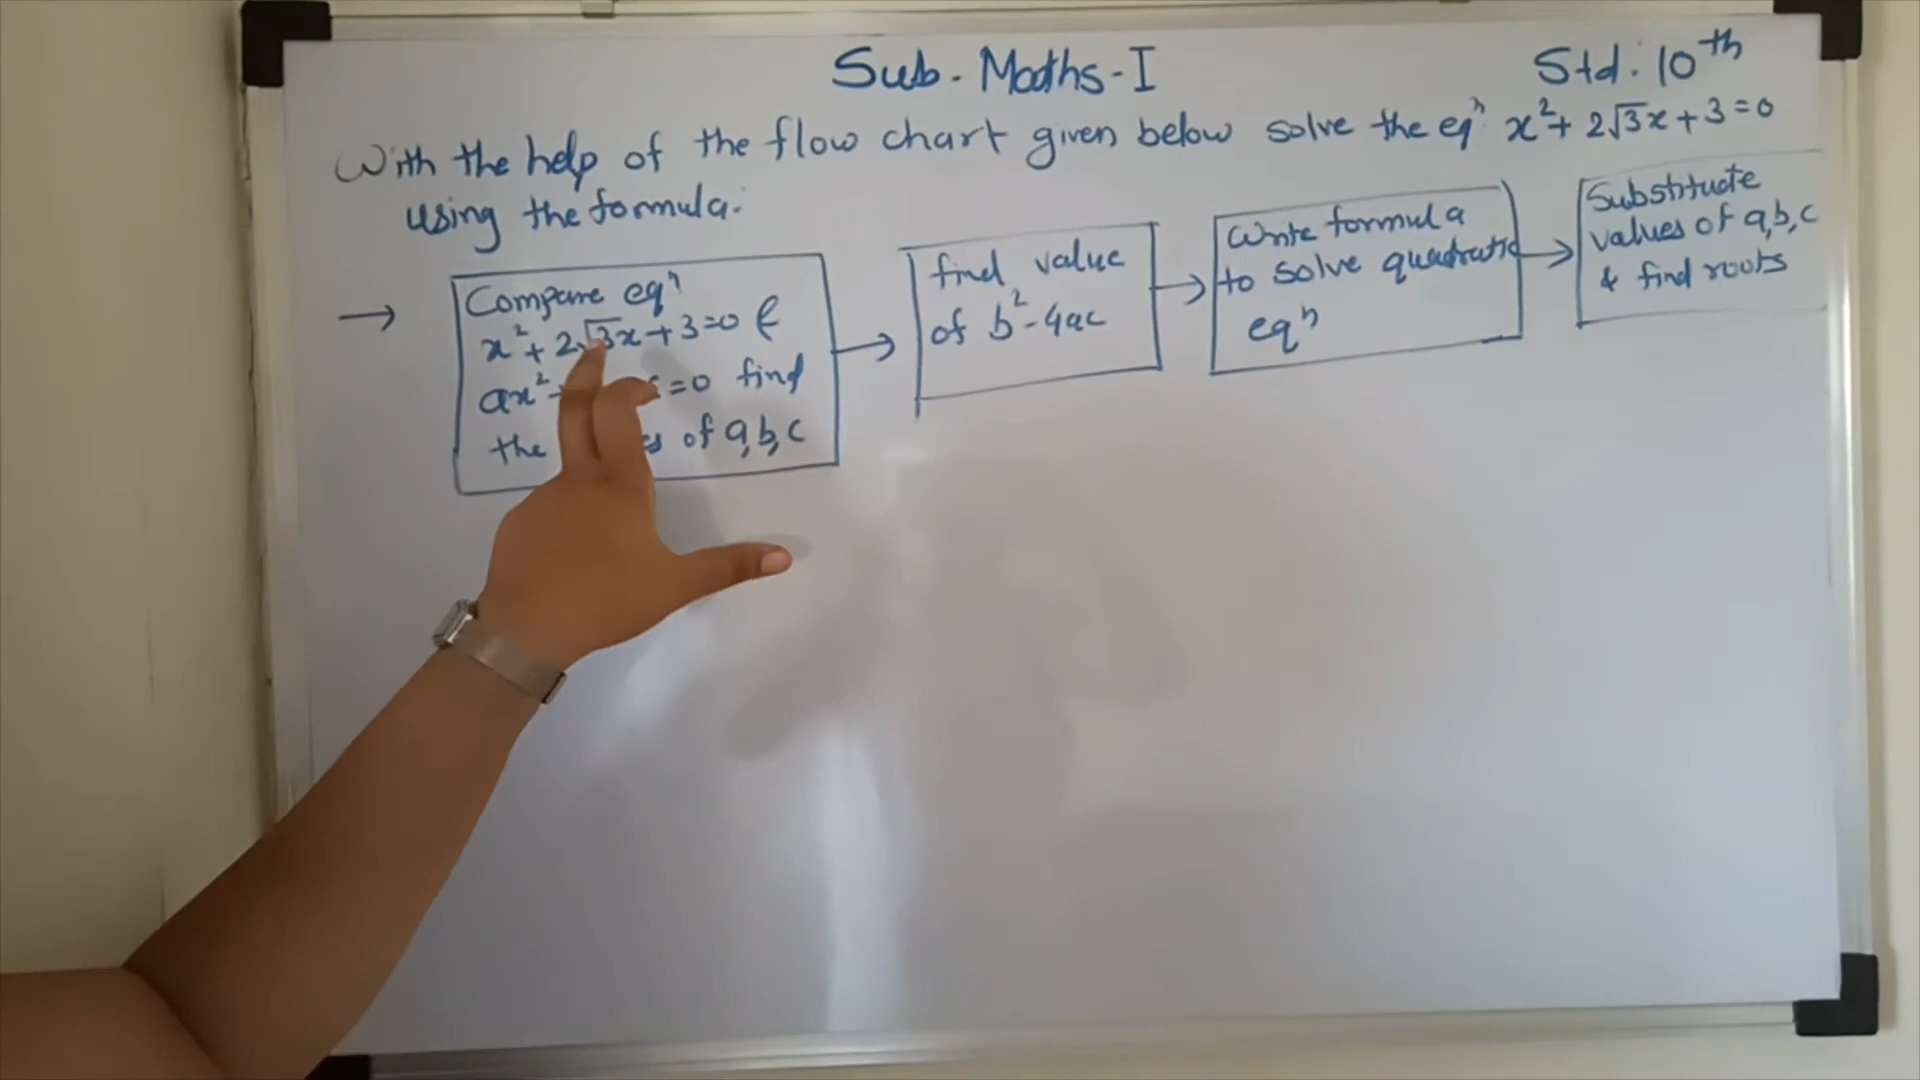 Sub - Maths - I
Std. 10th
With the help of the flow chart given below solve the eqⁿ x² + 2√3x + 3 = 0
using the formula.
→
Compare eqⁿ
x² + 2√3x + 3 = 0 &
ax² = 0 find
the of a, b, c
→
find value
of b² - 4ac
→
Write formula
to solve quadratic
eqⁿ
→
Substitute
values of a, b, c
& find roots